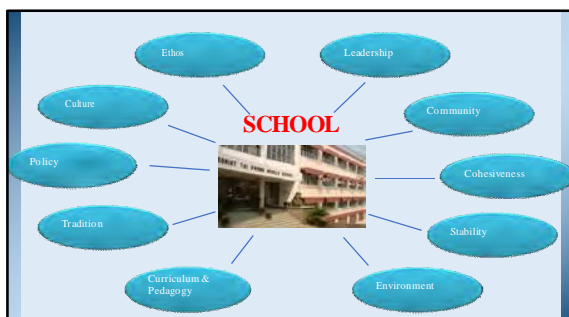 Ethos
Leadership
SCHOOL
Culture
Community
Policy
Cohesiveness
Tradition
Stability
Curriculum &
Pedagogy
Environment